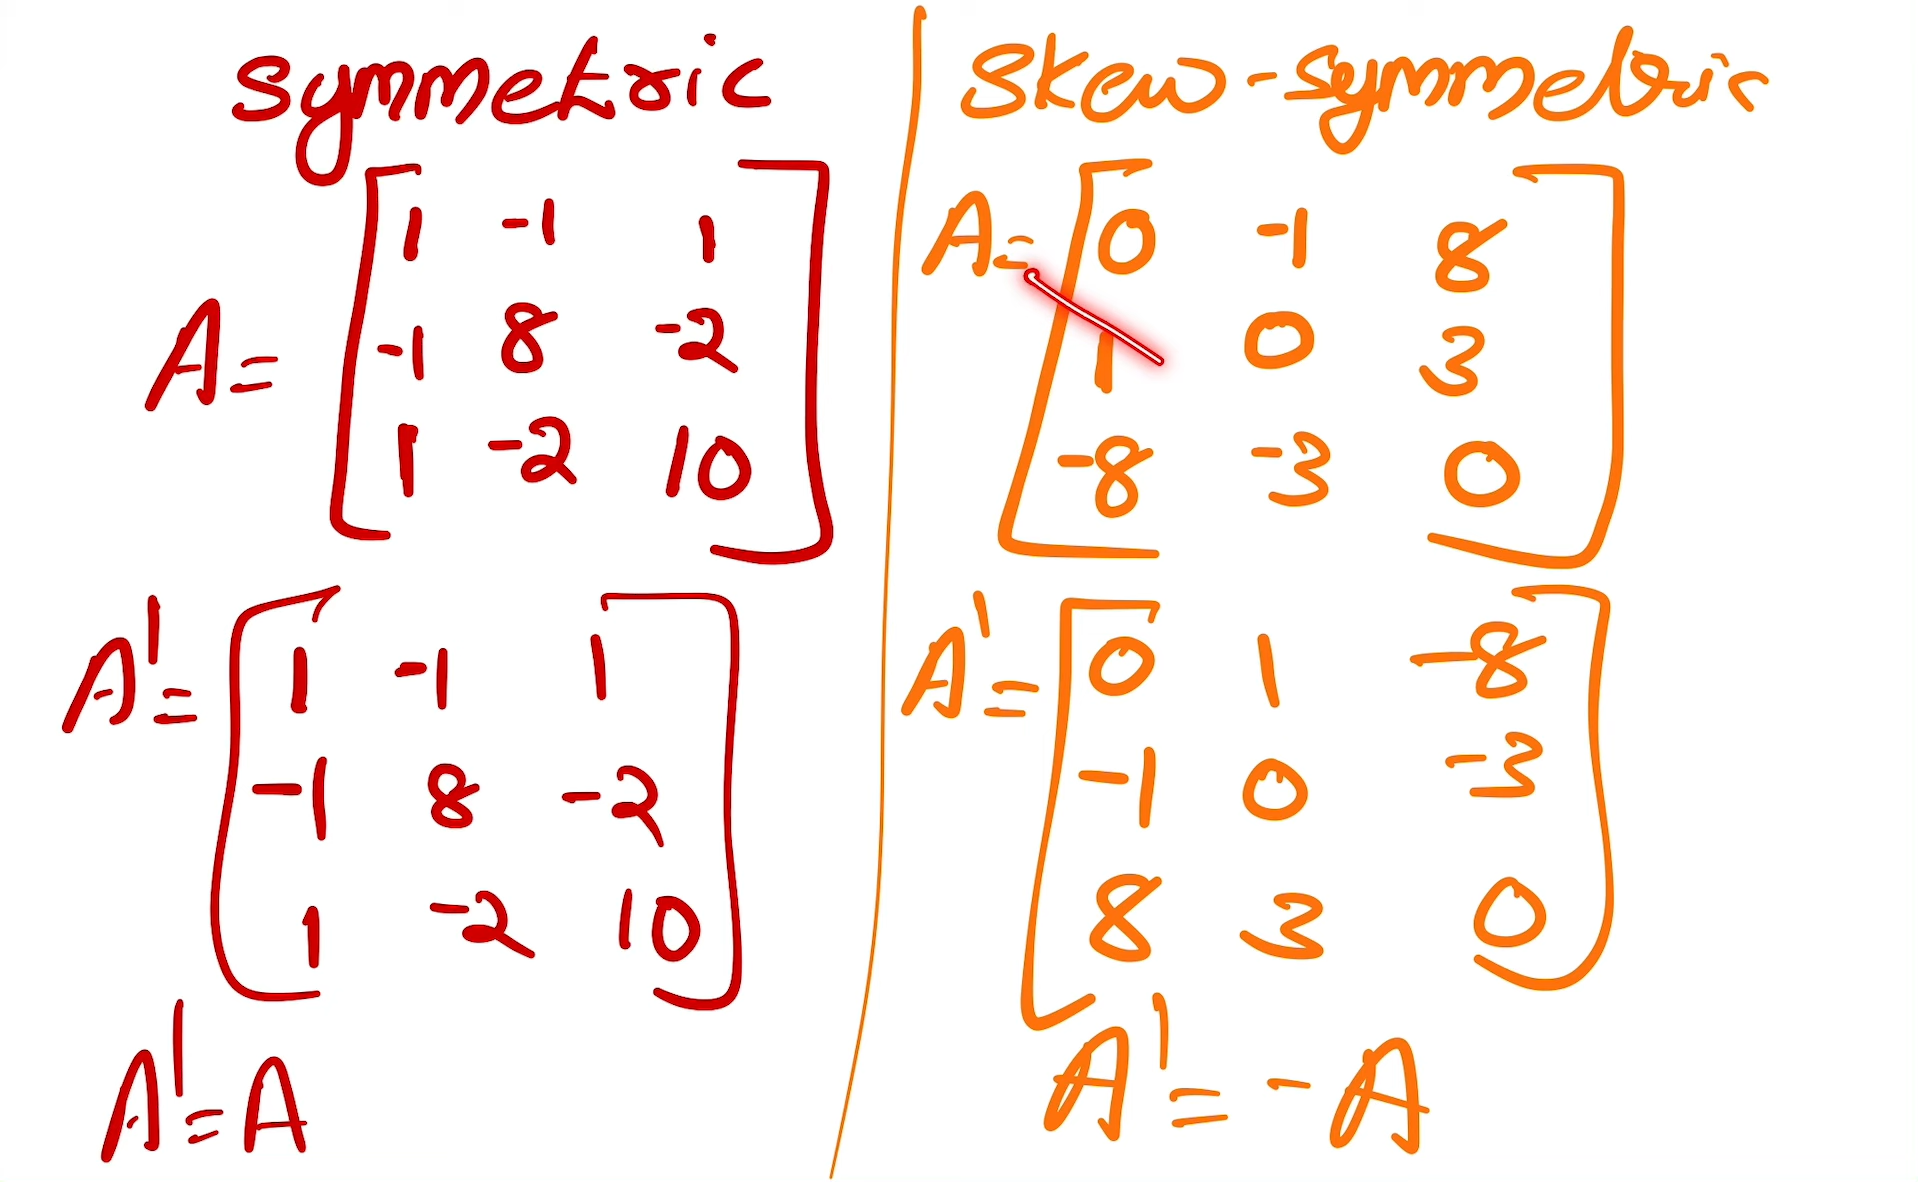 symmetric
A=
1 -1 1
-1 8 -2
1 -2 10
A'=
1 -1 1
-1 8 -2
1 -2 10
A'=A
Skew-symmetric
A=
0 -1 8
1 0 3
-8 -3 0
A'=
0 1 -8
-1 0 -3
8 3 0
A'=-A